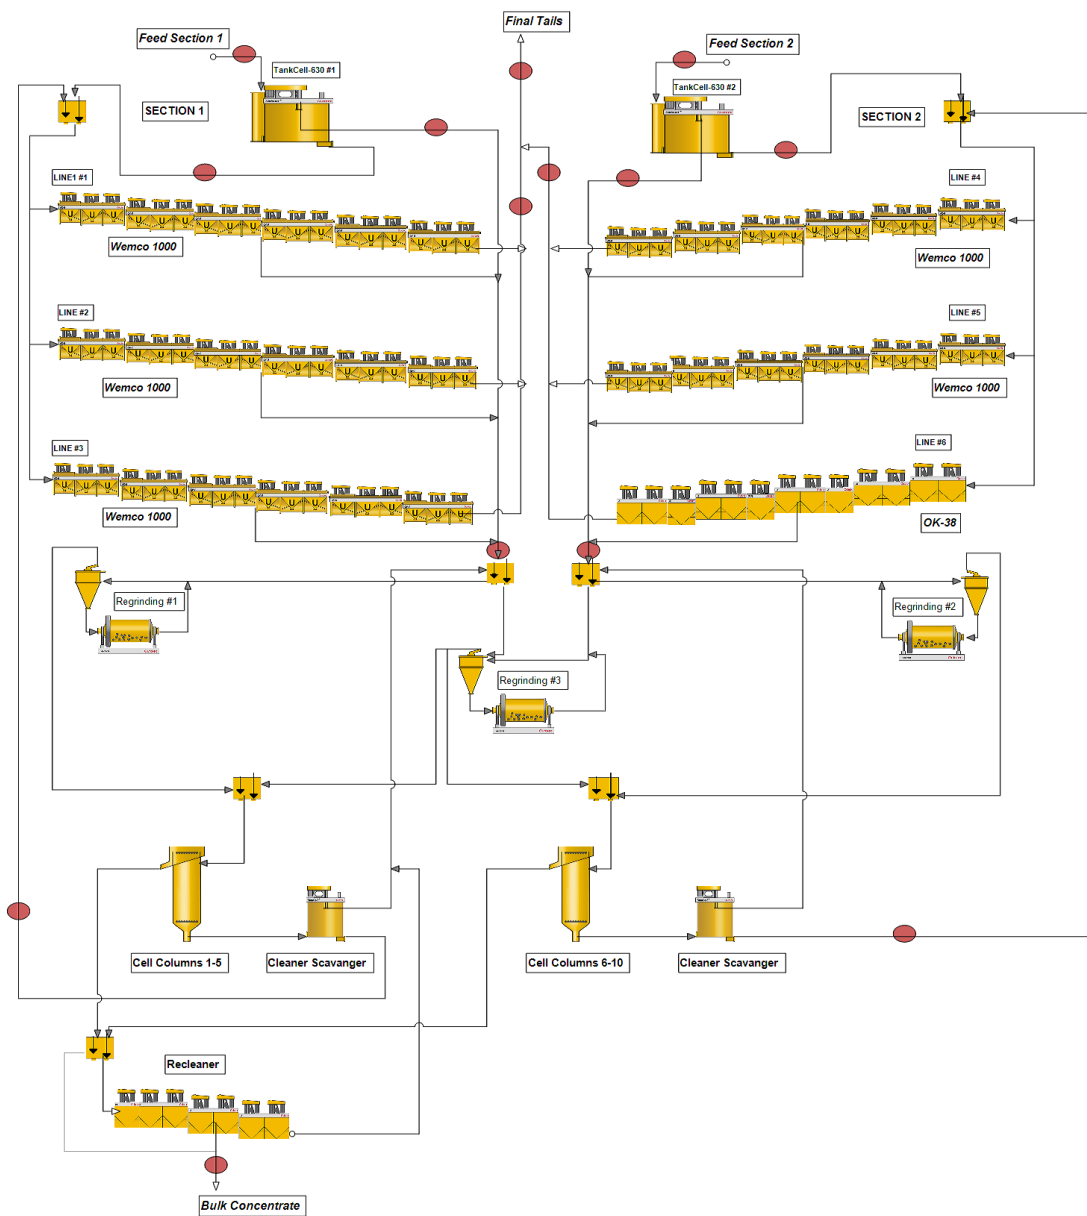 Final Tails
Feed Section 1
Feed Section 2
TankCell-630 #1
TankCell-630 #2
SECTION 1
SECTION 2
LINE1 #1
LINE #4
Wemco 1000
Wemco 1000
LINE #2
LINE #5
Wemco 1000
Wemco 1000
LINE #3
LINE #6
Wemco 1000
OK-38
Regrinding #1
Regrinding #2
Regrinding #3
Cell Columns 1-5
Cleaner Scavanger
Cell Columns 6-10
Cleaner Scavanger
Recleaner
Bulk Concentrate